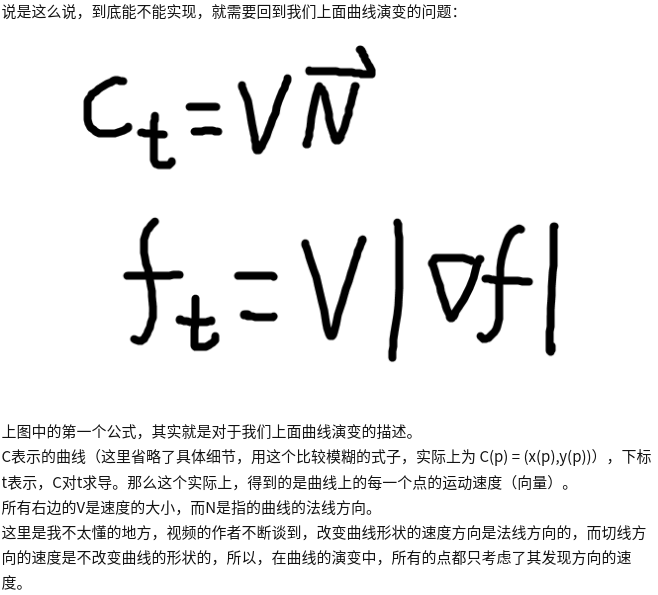 说是这么说，到底能不能实现，就需要回到我们上面曲线演变的问题：
C_t = V \vec{N}
f_t = V|∇f|
上图中的第一个公式，其实就是对于我们上面曲线演变的描述。
C表示的曲线（这里省略了具体细节，用这个比较模糊的式子，实际上为 C(p) = (x(p),y(p))），下标
t表示，C对t求导。那么这个实际上，得到的是曲线上的每一个点的运动速度（向量）。
所有右边的V是速度的大小，而N是指的曲线的法线方向。
这里是我不太懂的地方，视频的作者不断谈到，改变曲线形状的速度方向是法线方向的，而切线方
向的速度是不改变曲线的形状的，所以，在曲线的演变中，所有的点都只考虑了其发现方向的速
度。